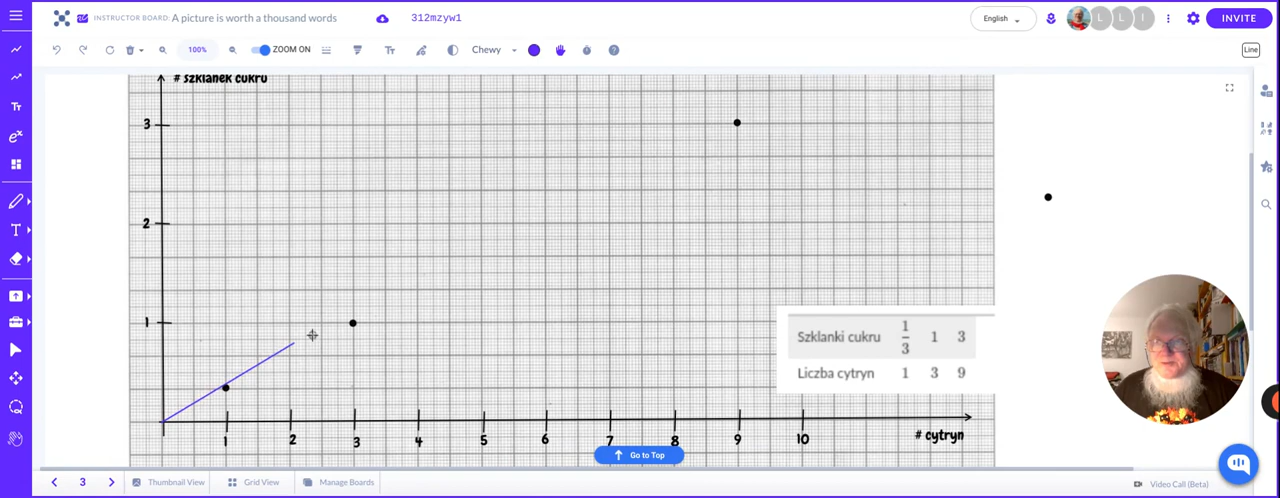 INSTRUCTOR BOARD: A picture is worth a thousand words
312mzyw1
English
L L I
INVITE
100%
ZOOM ON
Tт
Chewy
Line
# szklanek cukru
3
2
1
Szklanki cukru 1/3 1 3
Liczba cytryn 1 3 9
1 2 3 4 5 6 7 8 9 10
# cytryn
Go to Top
3
Thumbnail View
Grid View
Manage Boards
Video Call (Beta)